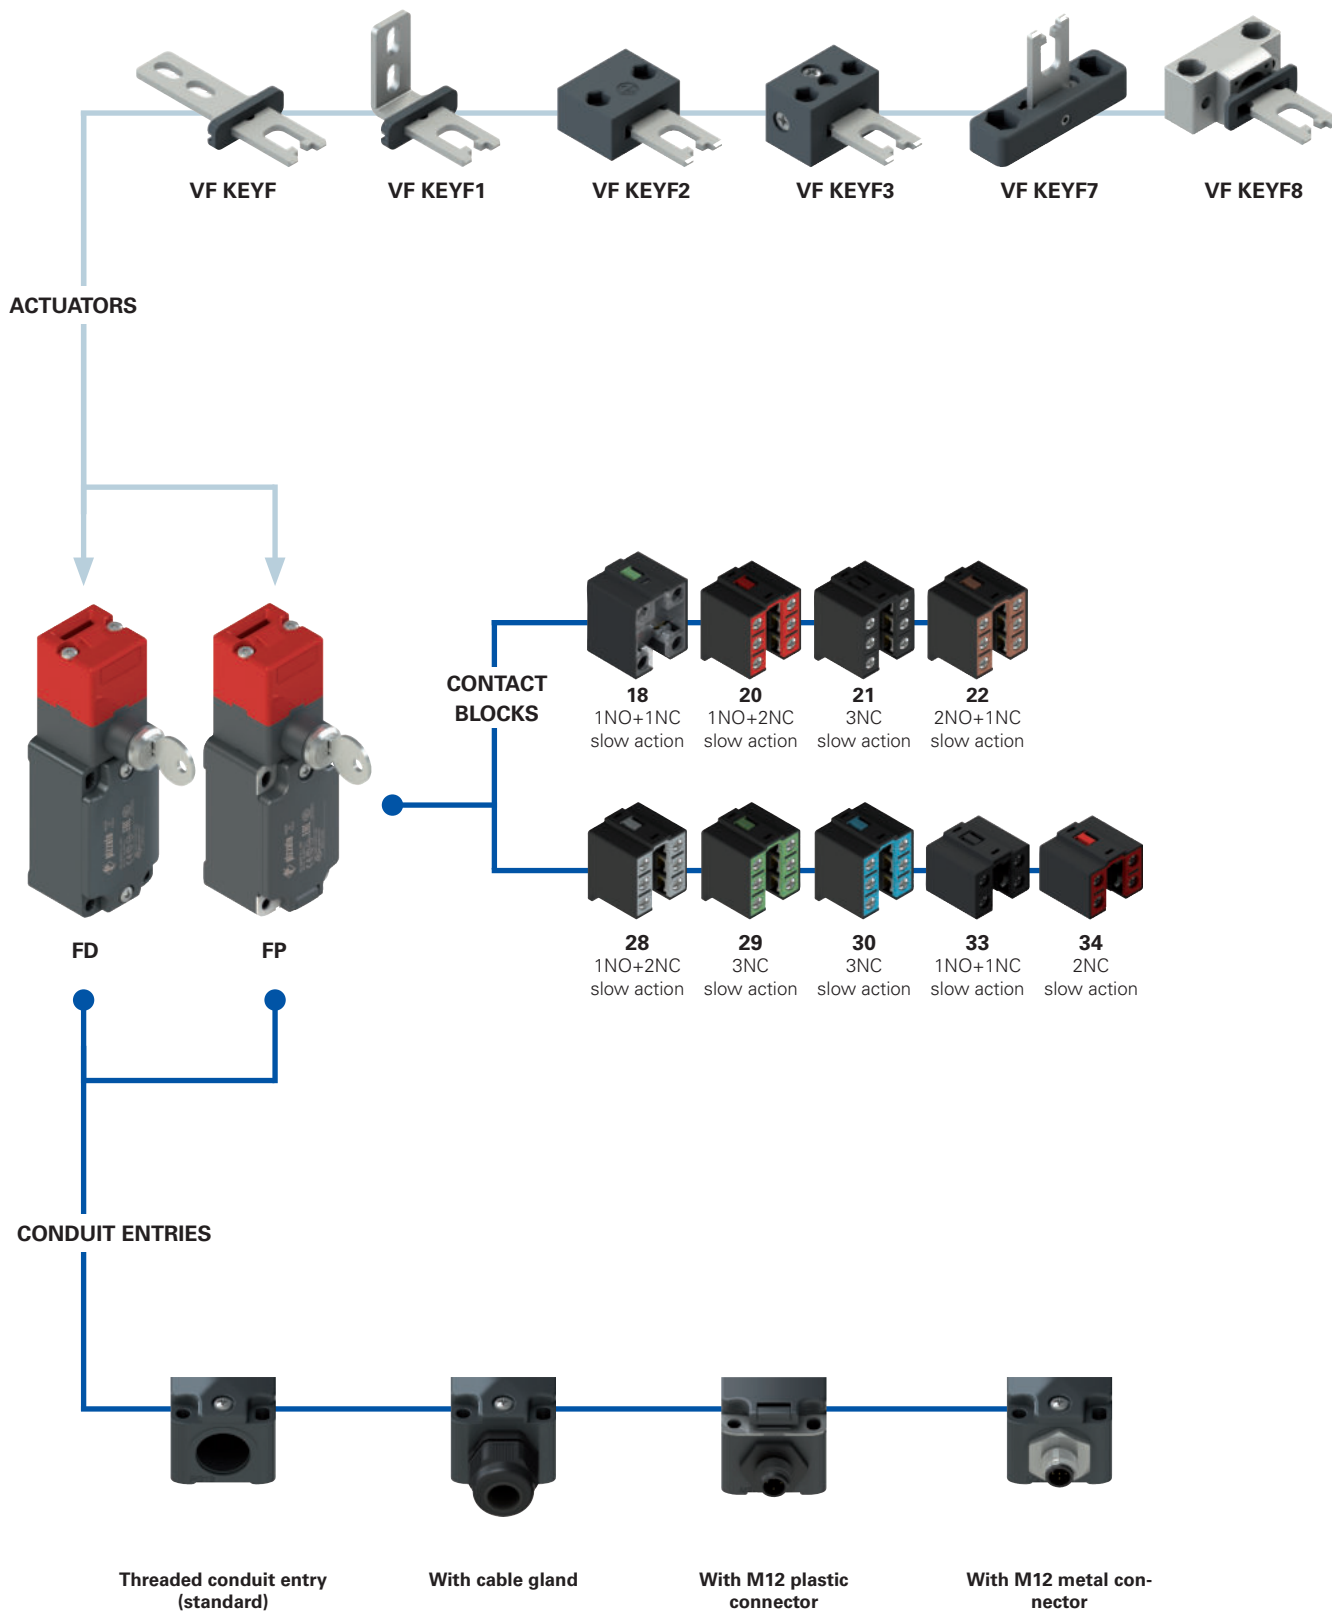 VF KEYF
VF KEYF1
VF KEYF2
VF KEYF3
VF KEYF7
VF KEYF8
ACTUATORS
CONTACT
BLOCKS
18
1NO+1NC
slow action
20
1NO+2NC
slow action
21
3NC
slow action
22
2NO+1NC
slow action
28
1NO+2NC
slow action
29
3NC
slow action
30
3NC
slow action
33
1NO+1NC
slow action
34
2NC
slow action
pizzato
pizzato
FD
FP
CONDUIT ENTRIES
Threaded conduit entry
(standard)
With cable gland
With M12 plastic
connector
With M12 metal con-
nector